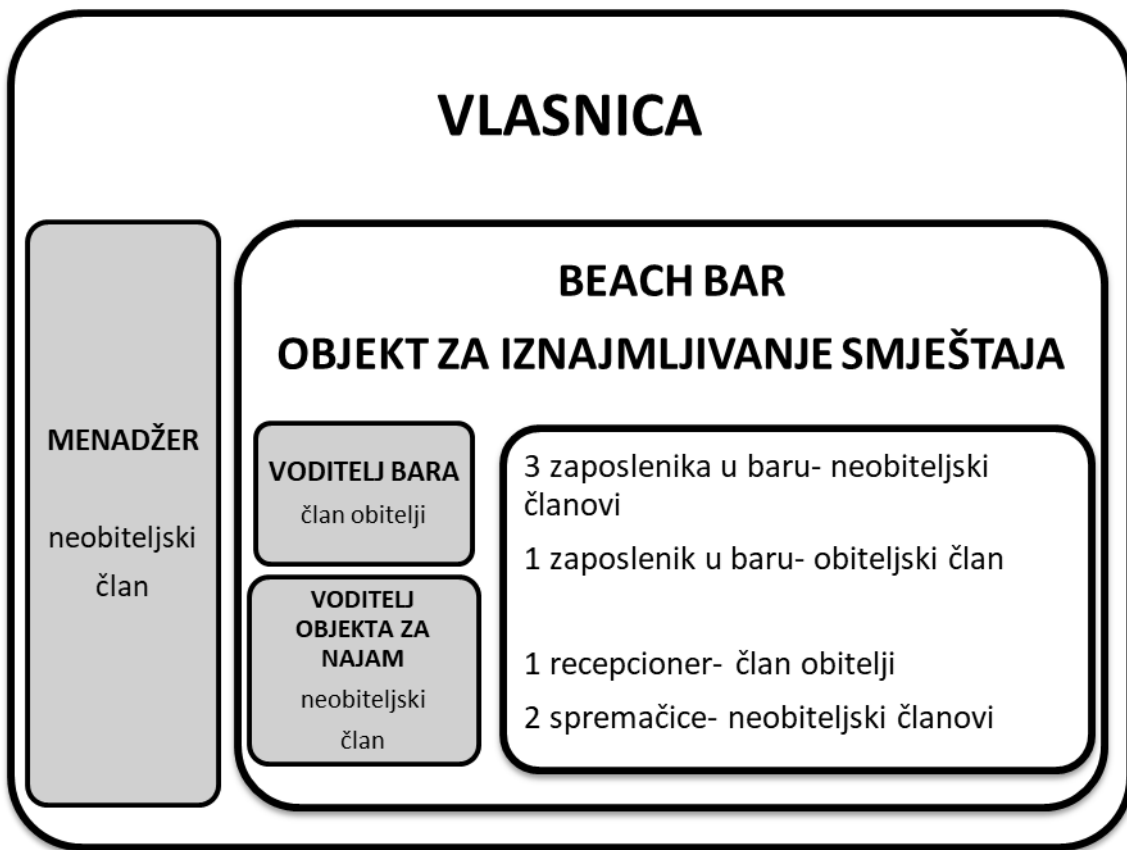 VLASNICA
MENADŽER
neobiteljski
član
BEACH BAR
OBJEKT ZA IZNAJMLJIVANJE SMJEŠTAJA
VODITELJ BARA
član obitelji
VODITELJ
OBJEKTA ZA
NAJAM
neobiteljski
član
3 zaposlenika u baru- neobiteljski
članovi
1 zaposlenik u baru- obiteljski član
1 recepcioner- član obitelji
2 spremačice- neobiteljski članovi